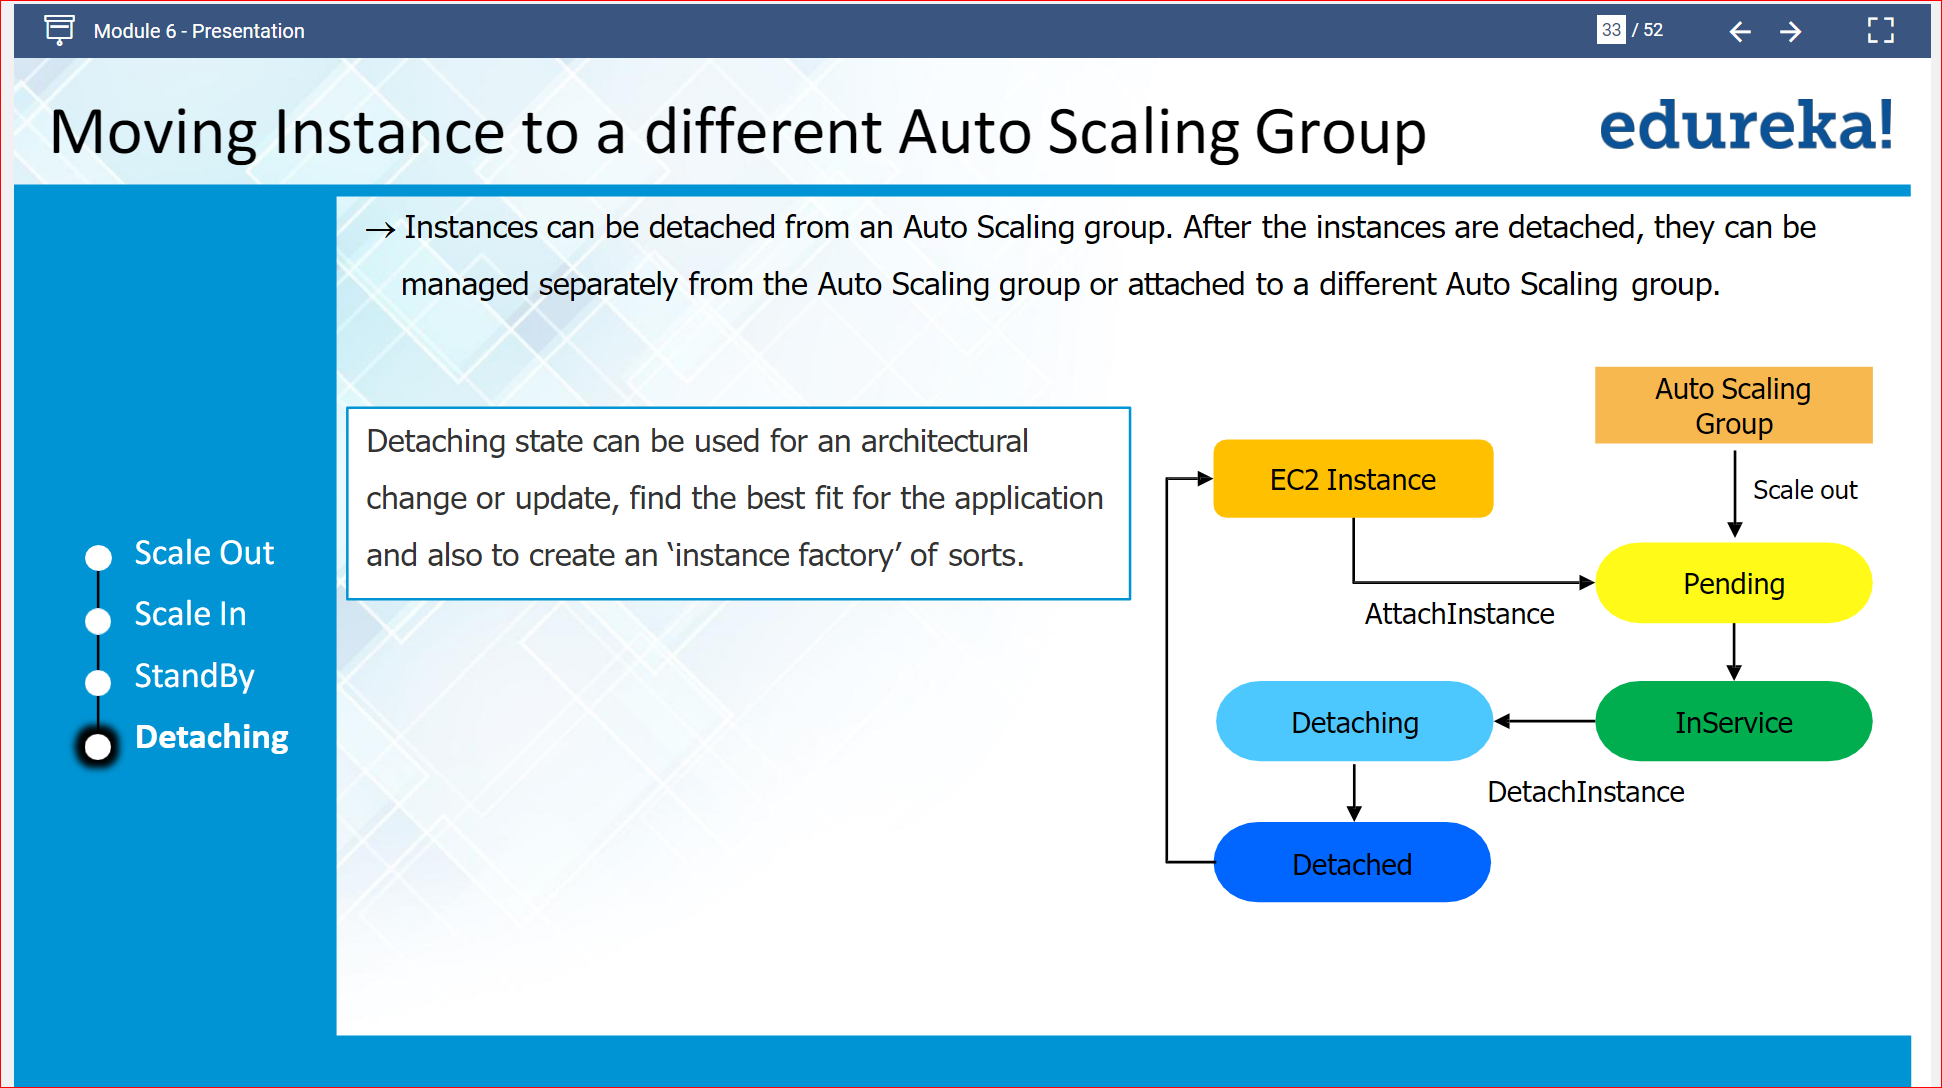 Module 6 - Presentation
33 / 52
Moving Instance to a different Auto Scaling Group
edureka!
→ Instances can be detached from an Auto Scaling group. After the instances are detached, they can be
managed separately from the Auto Scaling group or attached to a different Auto Scaling group.
Detaching state can be used for an architectural
change or update, find the best fit for the application
and also to create an ‘instance factory’ of sorts.
Scale Out
Scale In
StandBy
Detaching
Auto Scaling
Group
EC2 Instance
Scale out
Pending
AttachInstance
Detaching
InService
DetachInstance
Detached